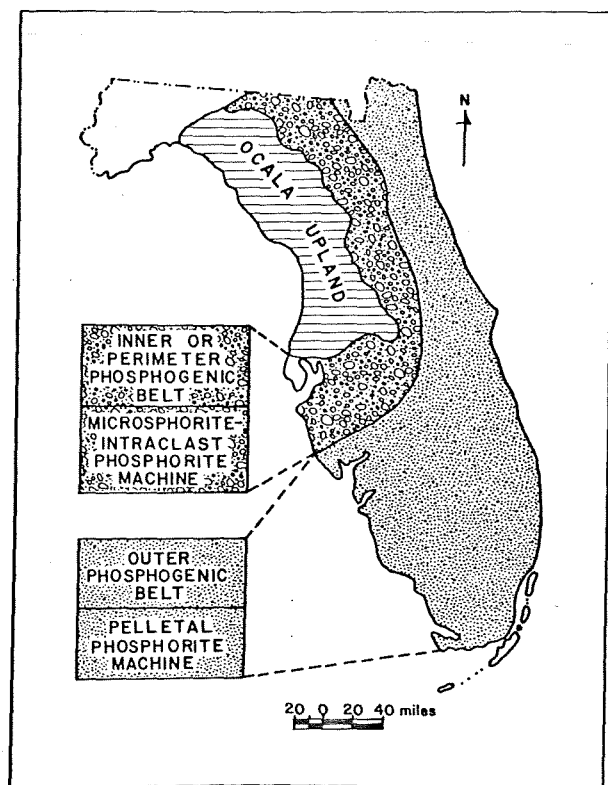 N
OCALA UPLAND
INNER OR
PERIMETER
PHOSPHOGENIC
BELT
MICROSPHORITE-
INTRACLAST
PHOSPHORITE
MACHINE
OUTER
PHOSPHOGENIC
BELT
PELLETAL
PHOSPHORITE
MACHINE
20 0 20 40 miles